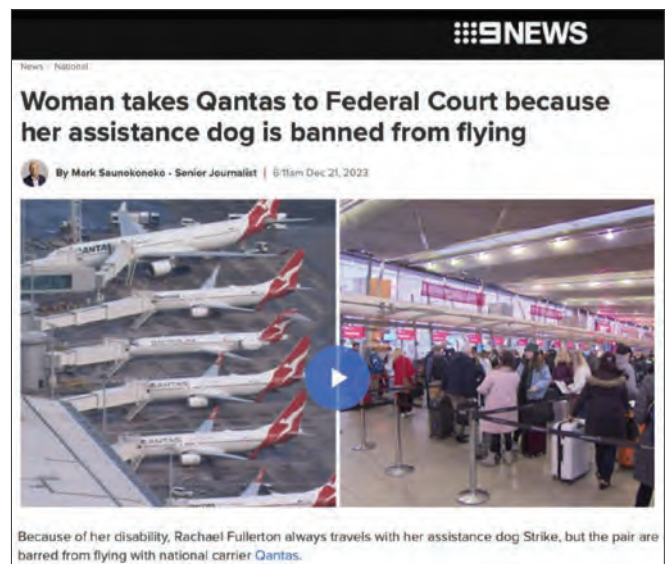 9NEWS
News > National
Woman takes Qantas to Federal Court because
her assistance dog is banned from flying
By Mark Saunokonoko - Senior Journalist | 6:11am Dec 21, 2023
QANTAS
QANTAS
QANTAS
QANTAS
QANTAS
Because of her disability, Rachael Fullerton always travels with her assistance dog Strike, but the pair are
barred from flying with national carrier Qantas.